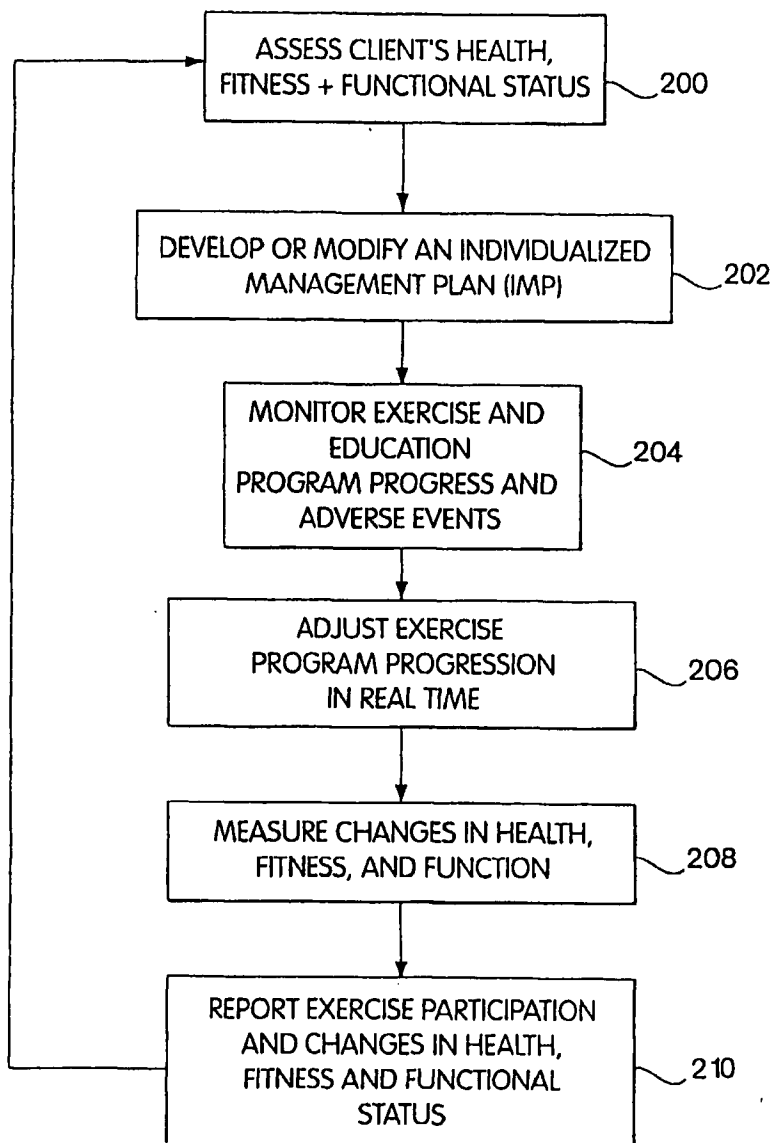 ASSESS CLIENT'S HEALTH,
FITNESS + FUNCTIONAL STATUS
200
DEVELOP OR MODIFY AN INDIVIDUALIZED
MANAGEMENT PLAN (IMP)
202
MONITOR EXERCISE AND
EDUCATION
PROGRAM PROGRESS AND
ADVERSE EVENTS
204
ADJUST EXERCISE
PROGRAM PROGRESSION
IN REAL TIME
206
MEASURE CHANGES IN HEALTH,
FITNESS, AND FUNCTION
208
REPORT EXERCISE PARTICIPATION
AND CHANGES IN HEALTH,
FITNESS AND FUNCTIONAL
STATUS
210